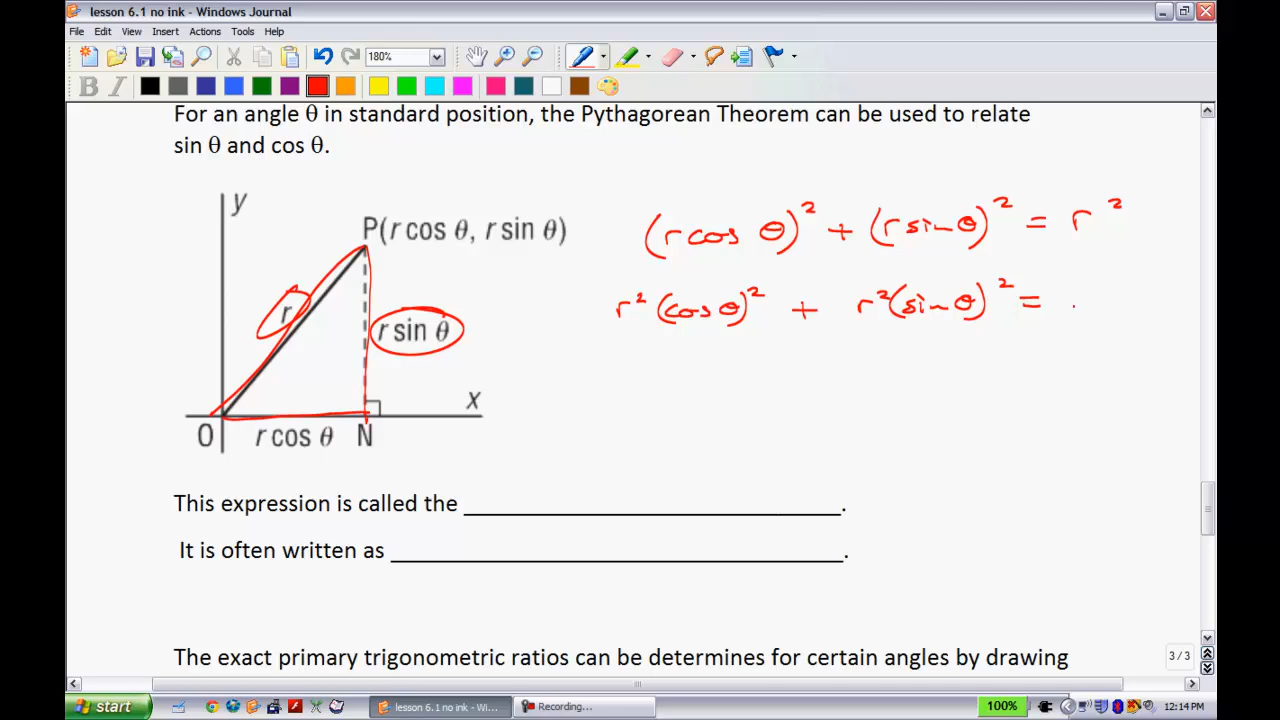 lesson 6.1 no ink - Windows Journal
File Edit View Insert Actions Tools Help
180%
B I
For an angle θ in standard position, the Pythagorean Theorem can be used to relate
sin θ and cos θ.
y
P(r cos θ, r sin θ)
(r cos θ)² + (r sin θ)² = r²
r
r sin θ
r² (cos θ)² + r² (sin θ)² =
x
O r cos θ N
This expression is called the ______________________________.
It is often written as ____________________________________.
The exact primary trigonometric ratios can be determines for certain angles by drawing
3 / 3
start
lesson 6.1 no ink - Wi...
Recording...
100%
12:14 PM